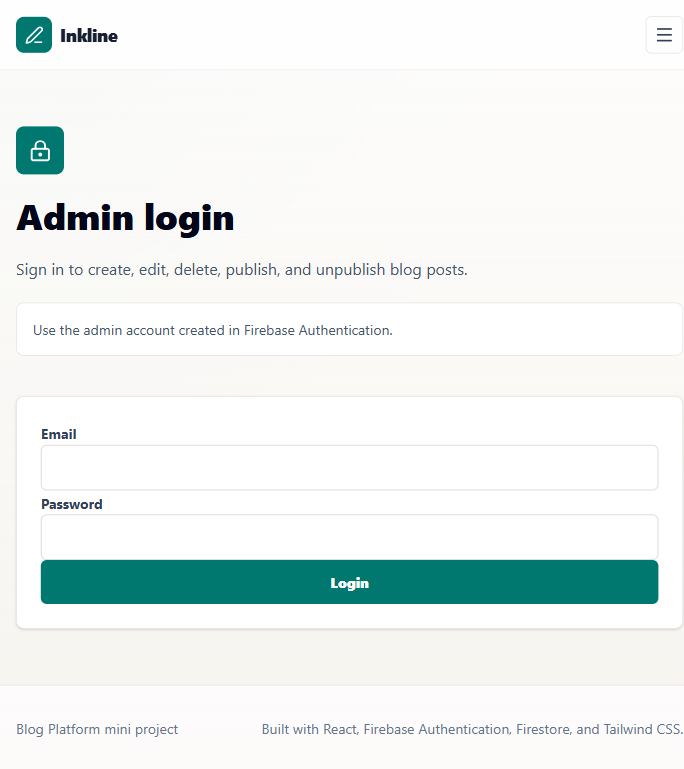 Inkline
Admin login
Sign in to create, edit, delete, publish, and unpublish blog posts.
Use the admin account created in Firebase Authentication.
Email
Password
Login
Blog Platform mini project
Built with React, Firebase Authentication, Firestore, and Tailwind CSS.